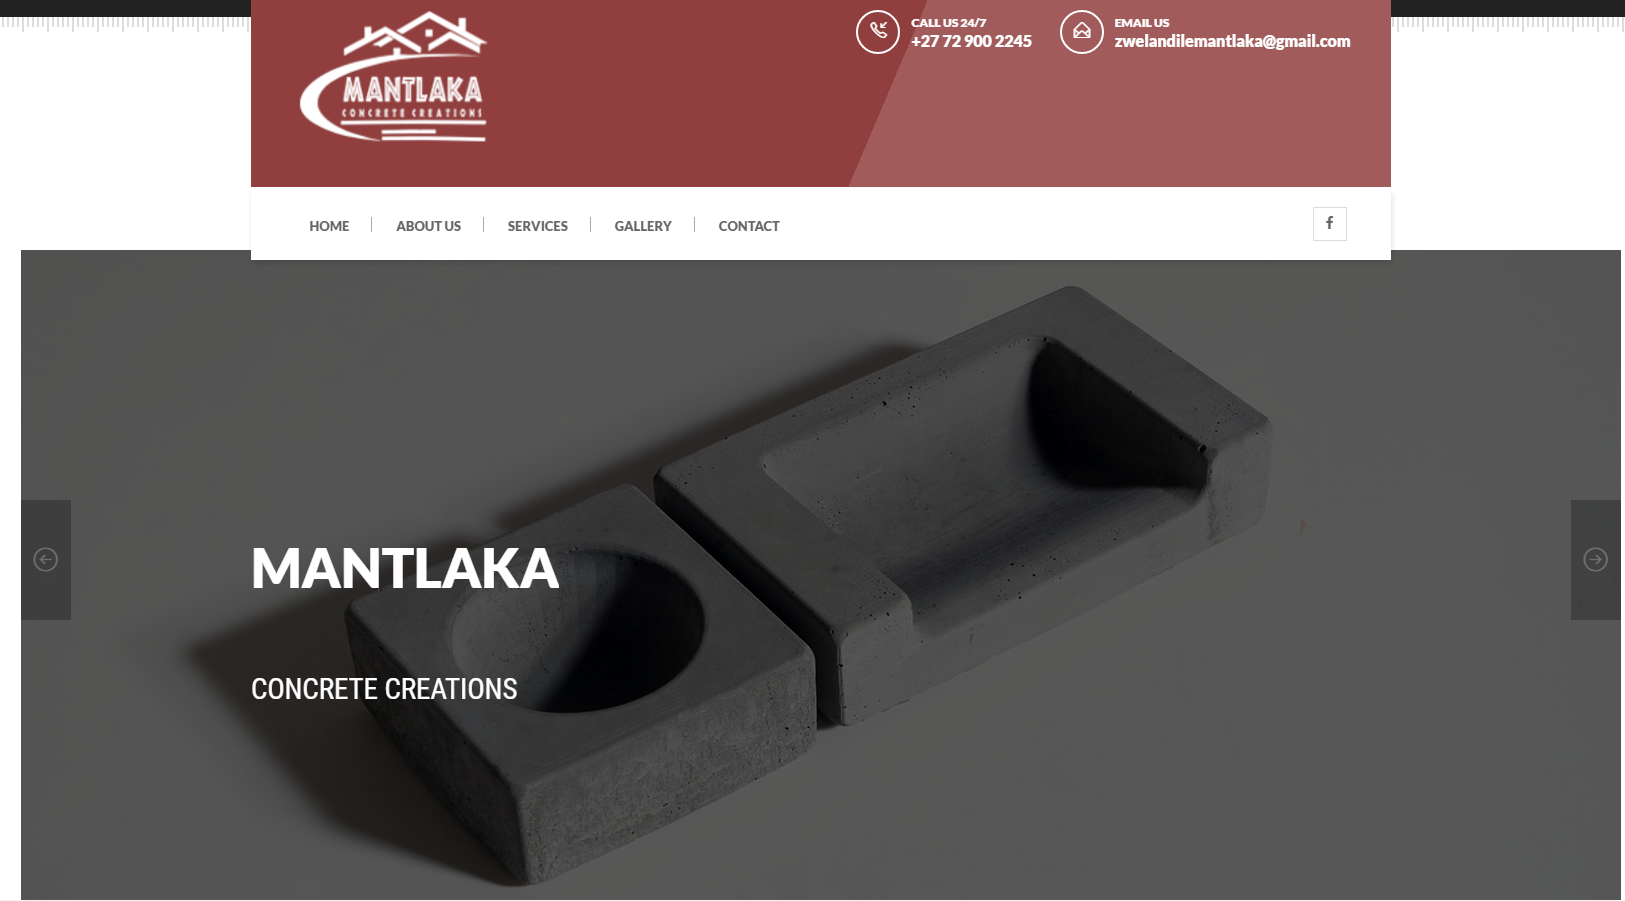 MANTLAKA
CONCRETE CREATIONS
CALL US 24/7
+27 72 900 2245
EMAIL US
zwelandilemantlaka@gmail.com
HOME
ABOUT US
SERVICES
GALLERY
CONTACT
MANTLAKA
CONCRETE CREATIONS